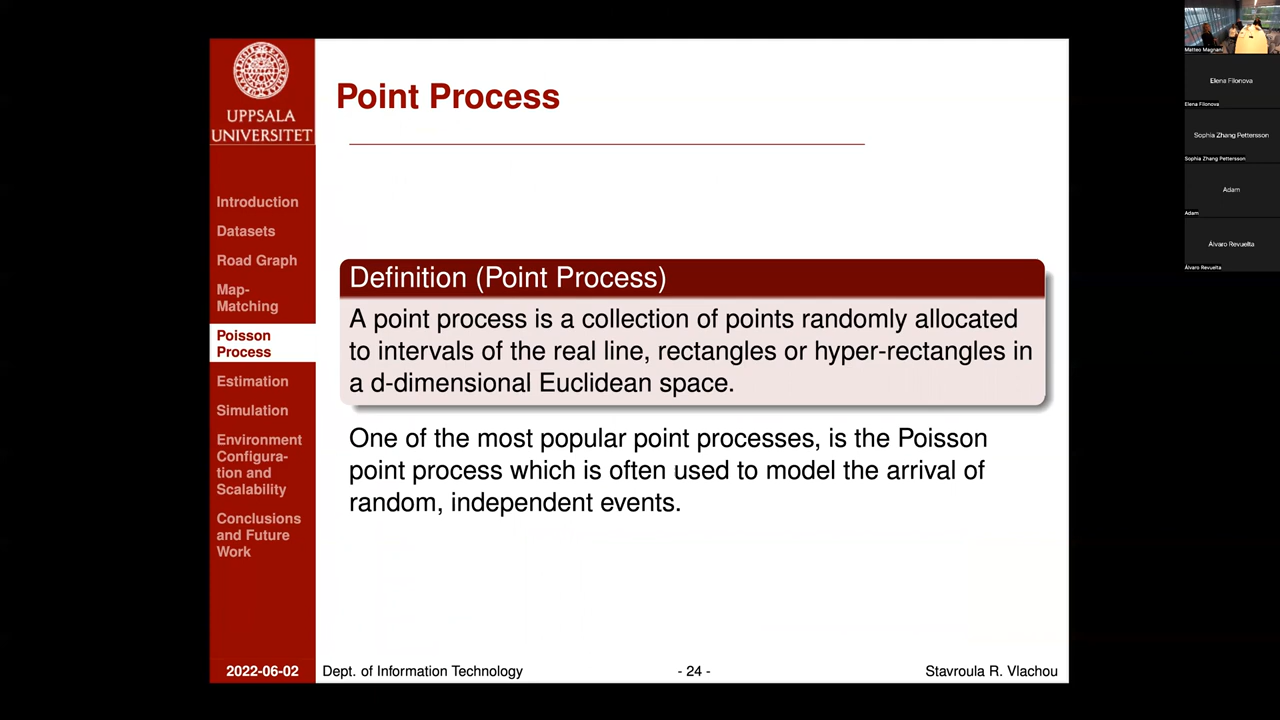 UPPSALA
UNIVERSITET
Introduction
Datasets
Road Graph
Map-
Matching
Poisson
Process
Estimation
Simulation
Environment
Configura-
tion and
Scalability
Conclusions
and Future
Work
2022-06-02
Point Process
Definition (Point Process)
A point process is a collection of points randomly allocated
to intervals of the real line, rectangles or hyper-rectangles in
a d-dimensional Euclidean space.
One of the most popular point processes, is the Poisson
point process which is often used to model the arrival of
random, independent events.
Dept. of Information Technology
- 24 -
Stavroula R. Vlachou
Matteo Magnani
Elena Filonova
Elena Filonova
Sophia Zhang Pettersson
Sophia Zhang Pettersson
Adam
Adam
Álvaro Revuelta
Álvaro Revuelta